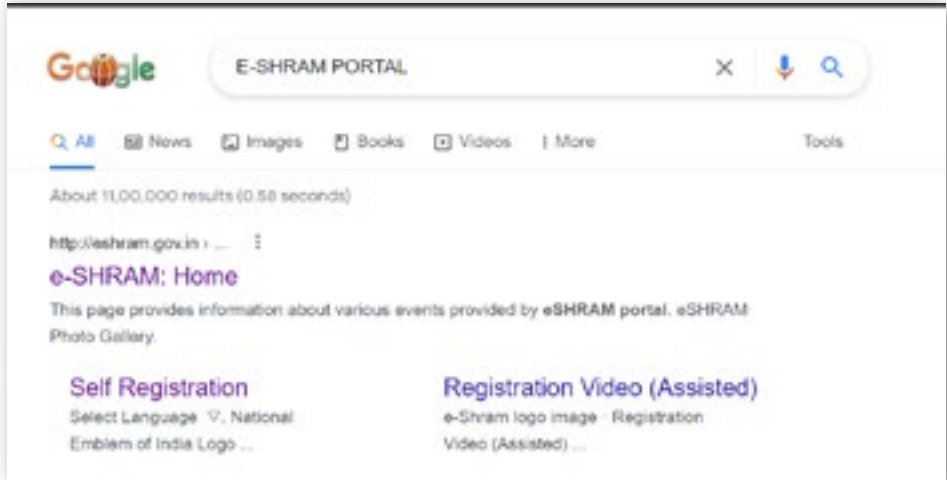 Google
E-SHRAM PORTAL
All News Images Books Videos More Tools
About 11,00,000 results (0.58 seconds)
http://eshram.gov.in › ...
e-SHRAM: Home
This page provides information about various events provided by eSHRAM portal. eSHRAM
Photo Gallery.
Self Registration
Select Language ▽. National
Emblem of India Logo ...
Registration Video (Assisted)
e-Shram logo image · Registration
Video (Assisted) ...